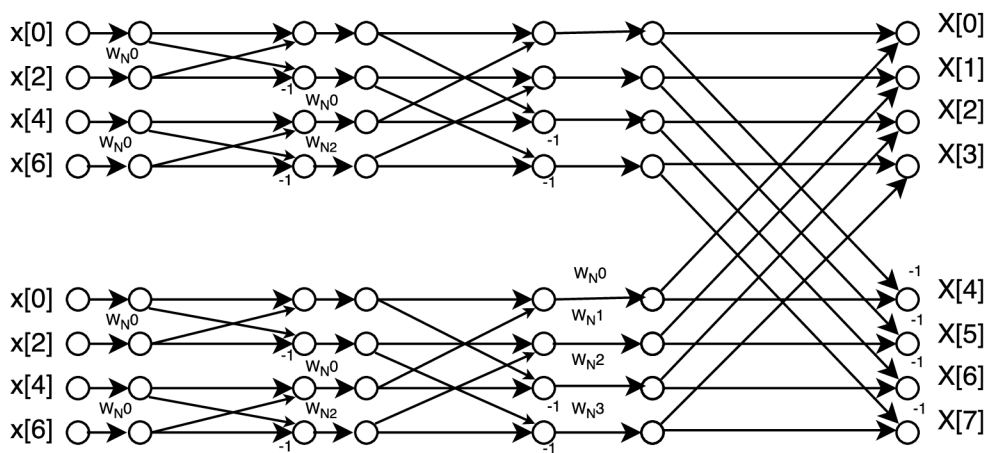 x[0] X[0]
W_N0
x[2] X[1]
-1 W_N0
x[4] X[2]
W_N0 W_N2 -1
x[6] X[3]
-1 -1
W_N0 -1
x[0] X[4]
W_N0 W_N1 -1
x[2] X[5]
-1 W_N0 W_N2 -1
x[4] X[6]
W_N0 W_N2 -1 W_N3 -1
x[6] X[7]
-1 -1